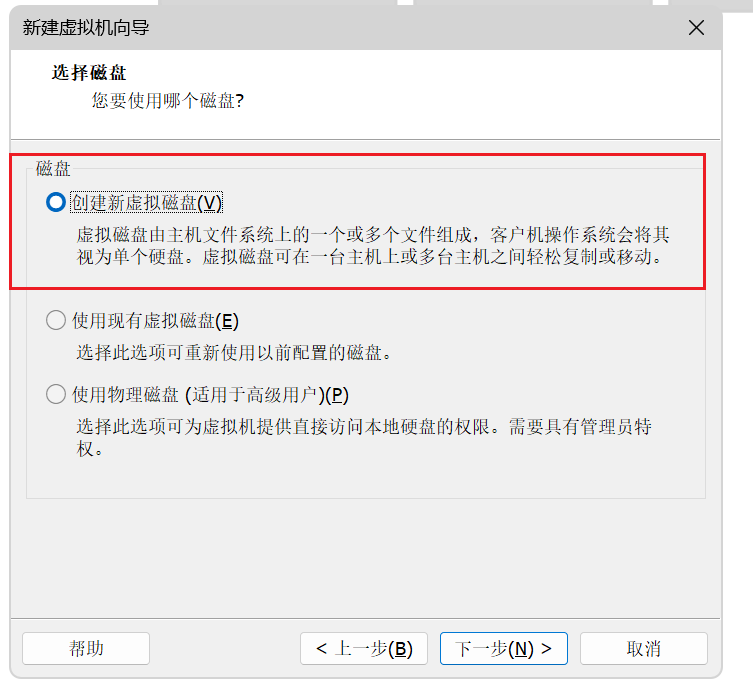 新建虚拟机向导
选择磁盘
您要使用哪个磁盘?
磁盘
创建新虚拟磁盘(V)
虚拟磁盘由主机文件系统上的一个或多个文件组成，客户机操作系统会将其
视为单个硬盘。虚拟磁盘可在一台主机上或多台主机之间轻松复制或移动。
使用现有虚拟磁盘(E)
选择此选项可重新使用以前配置的磁盘。
使用物理磁盘 (适用于高级用户)(P)
选择此选项可为虚拟机提供直接访问本地硬盘的权限。需要具有管理员特
权。
帮助
< 上一步(B)
下一步(N) >
取消